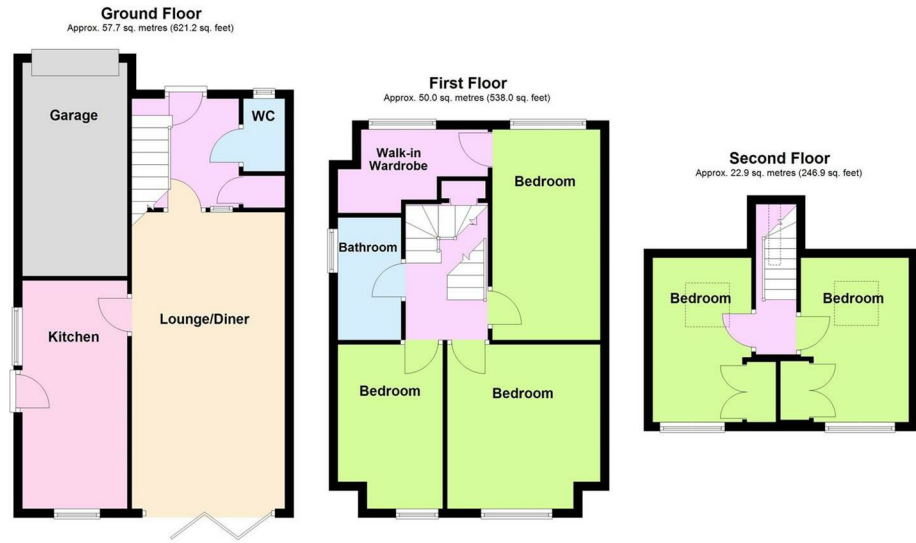 Ground Floor
Approx. 57.7 sq. metres (621.2 sq. feet)
Garage
WC
Kitchen
Lounge/Diner
First Floor
Approx. 50.0 sq. metres (538.0 sq. feet)
Walk-in
Wardrobe
Bedroom
Bathroom
Bedroom
Bedroom
Second Floor
Approx. 22.9 sq. metres (246.9 sq. feet)
Bedroom
Bedroom